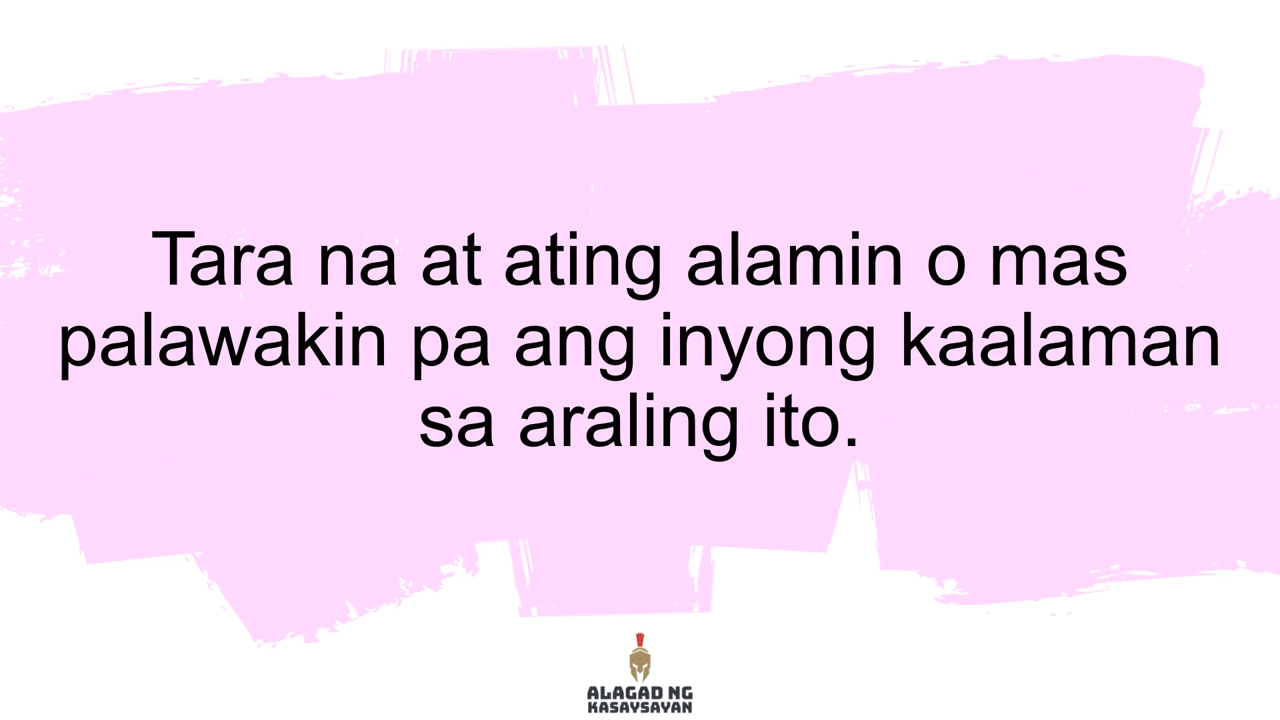 Tara na at ating alamin o mas
palawakin pa ang inyong kaalaman
sa araling ito.
ALAGAD NG
KASAYSAYAN